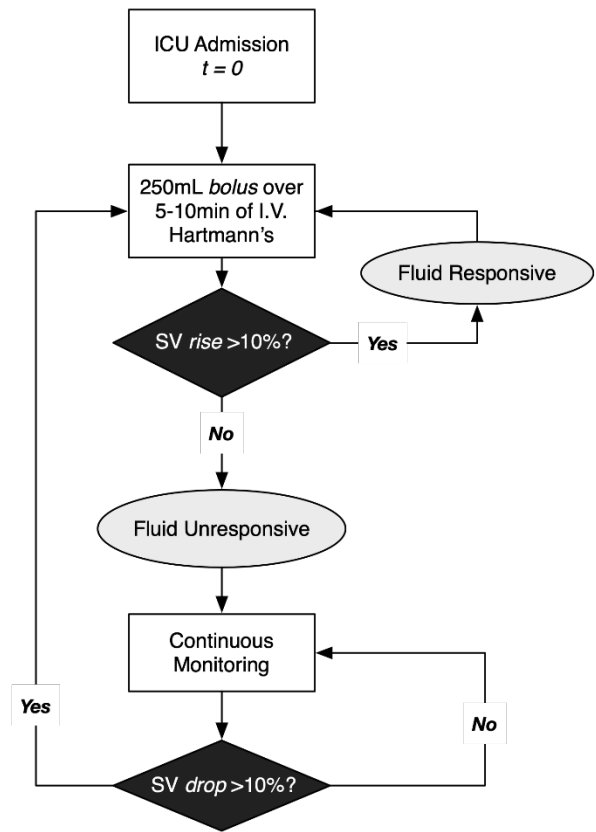 ICU Admission
t = 0
250mL bolus over
5-10min of I.V.
Hartmann's
Fluid Responsive
SV rise >10%?
Yes
No
Fluid Unresponsive
Continuous
Monitoring
Yes
No
SV drop >10%?